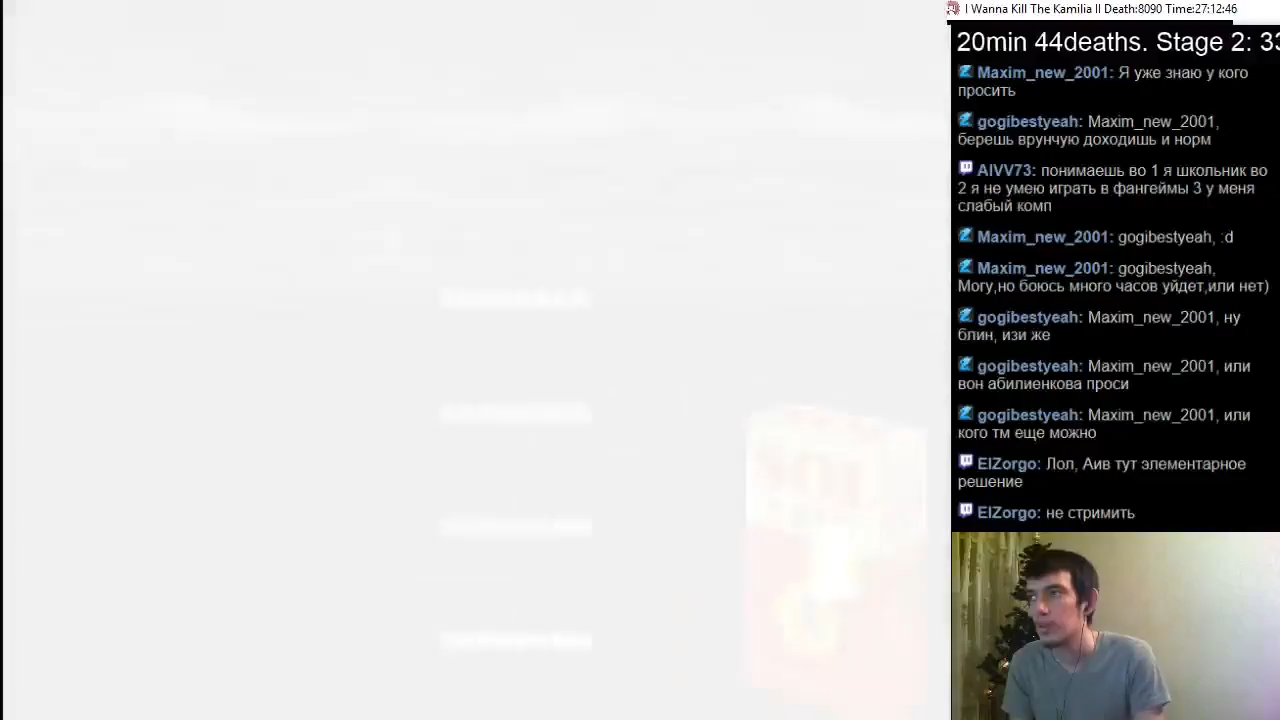 I Wanna Kill The Kamilia II Death:8090 Time:27:12:46
20min 44deaths. Stage 2: 33
Maxim_new_2001: Я уже знаю у кого
просить
gogibestyeah: Maxim_new_2001,
берешь врунчую доходишь и норм
AIVV73: понимаешь во 1 я школьник во
2 я не умею играть в фангеймы 3 у меня
слабый комп
Maxim_new_2001: gogibestyeah, :d
Maxim_new_2001: gogibestyeah,
Могу,но боюсь много часов уйдет,или нет)
gogibestyeah: Maxim_new_2001, ну
блин, изи же
gogibestyeah: Maxim_new_2001, или
вон абилиенкова проси
gogibestyeah: Maxim_new_2001, или
кого тм еще можно
ElZorgo: Лол, Аив тут элементарное
решение
ElZorgo: не стримить